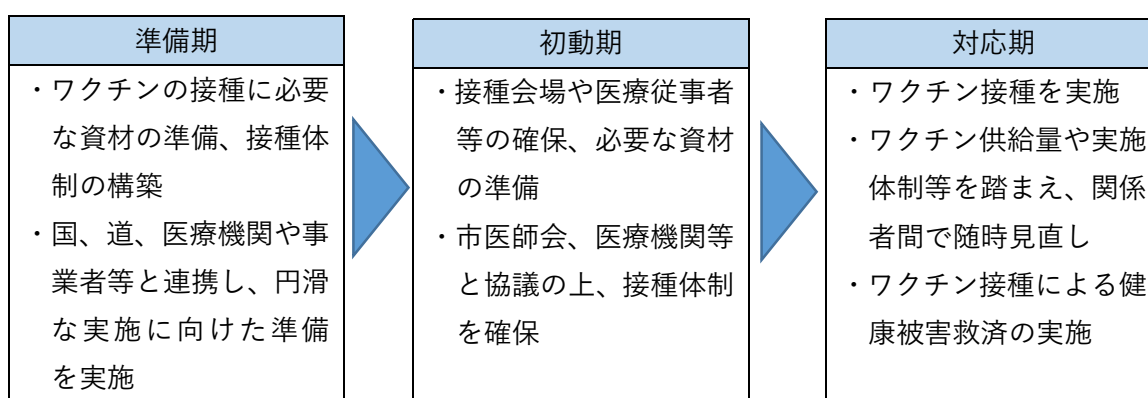 準備期
・ワクチンの接種に必要
な資材の準備、接種体
制の構築
・国、道、医療機関や事
業者等と連携し、円滑
な実施に向けた準備
を実施
初動期
・接種会場や医療従事者
等の確保、必要な資材
の準備
・市医師会、医療機関等
と協議の上、接種体制
を確保
対応期
・ワクチン接種を実施
・ワクチン供給量や実施
体制等を踏まえ、関係
者間で随時見直し
・ワクチン接種による健
康被害救済の実施